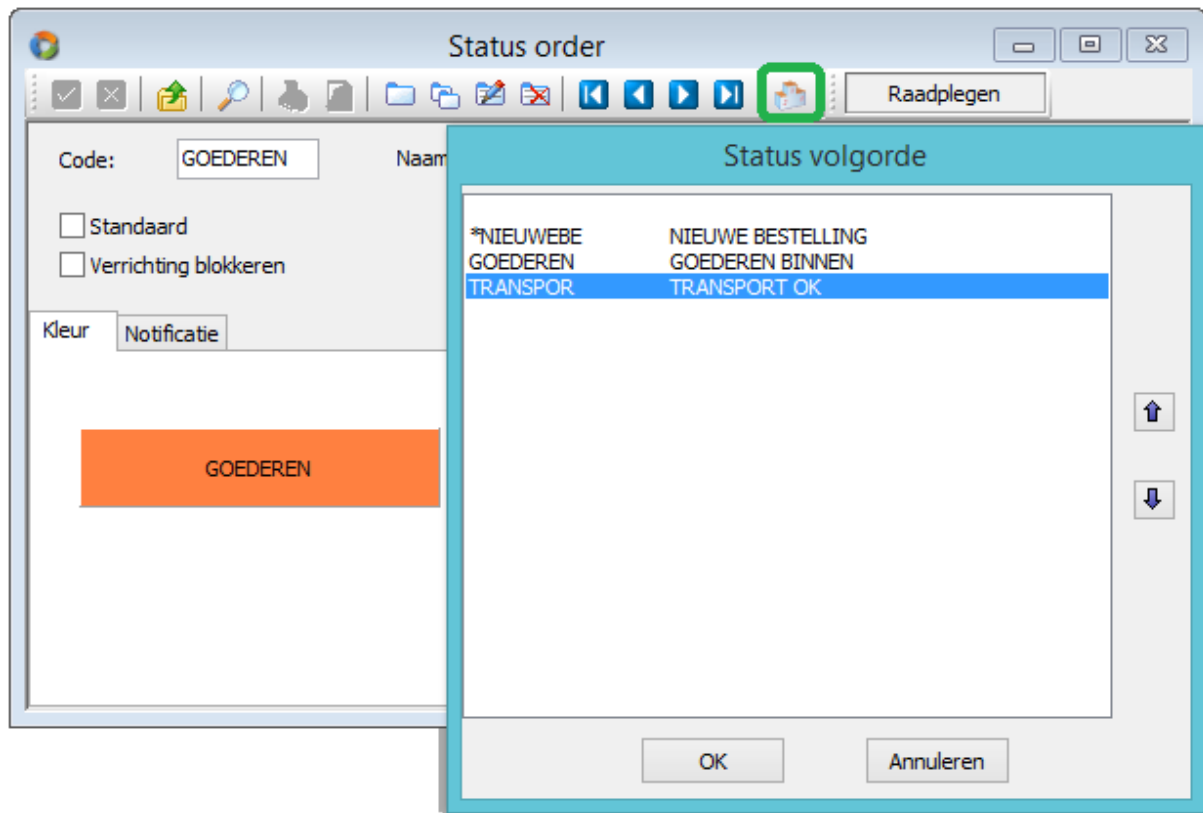 Status order
Raadplegen
Code: GOEDEREN Naam
Standaard
Verrichting blokkeren
Kleur Notificatie
GOEDEREN
Status volgorde
*NIEUWEBE NIEUWE BESTELLING
GOEDEREN GOEDEREN BINNEN
TRANSPOR TRANSPORT OK
OK Annuleren